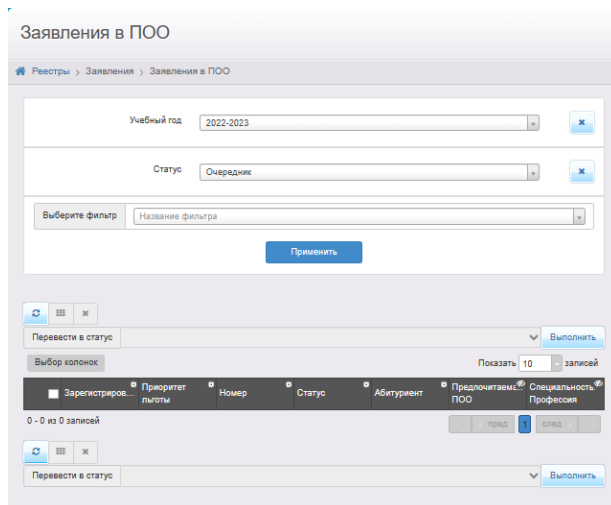 Заявления в ПОО
Реестры > Заявления > Заявления в ПОО
Учебный год 2022-2023
Статус Очередник
Выберите фильтр Название фильтра
Применить
Перевести в статус Выполнить
Выбор колонок Показать 10 записей
Зарегистриров... Приоритет льготы Номер Статус Абитуриент Предпочитаема... ПОО Специальность. Профессия
0 - 0 из 0 записей пред 1 след
Перевести в статус Выполнить